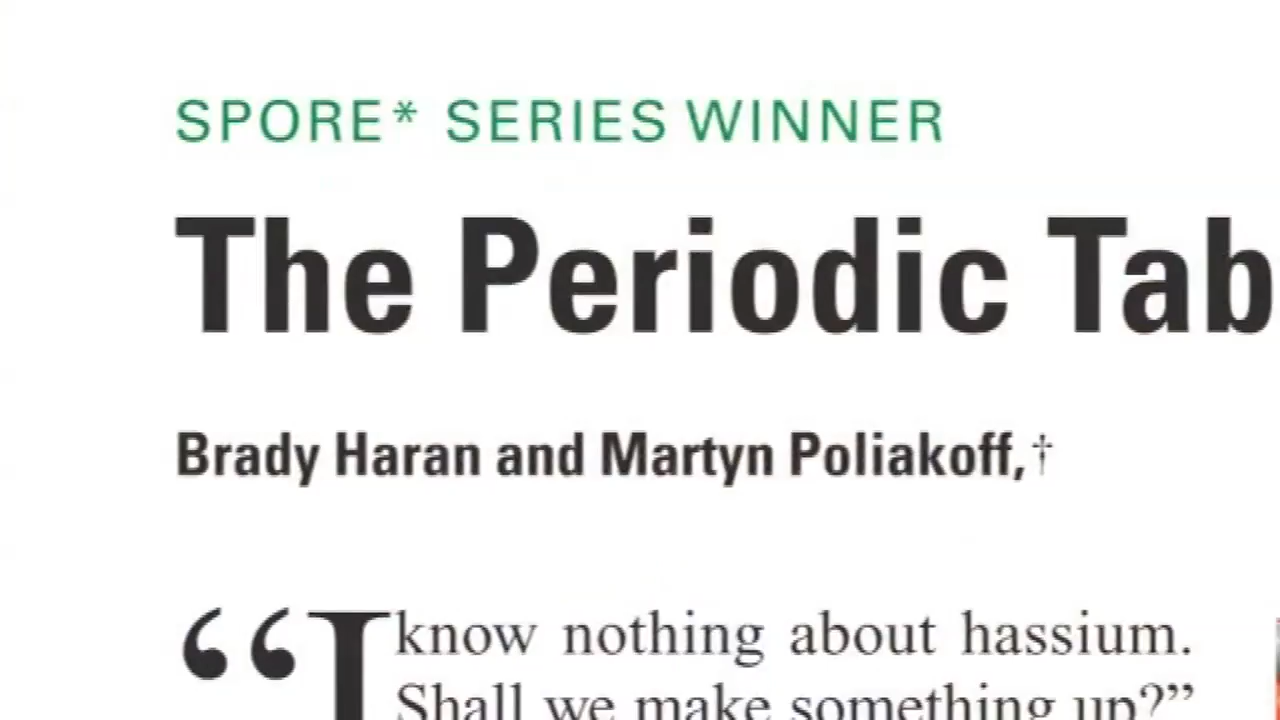 SPORE* SERIES WINNER
The Periodic Tab
Brady Haran and Martyn Poliakoff,†
“I know nothing about hassium.
Shall we make something up?”